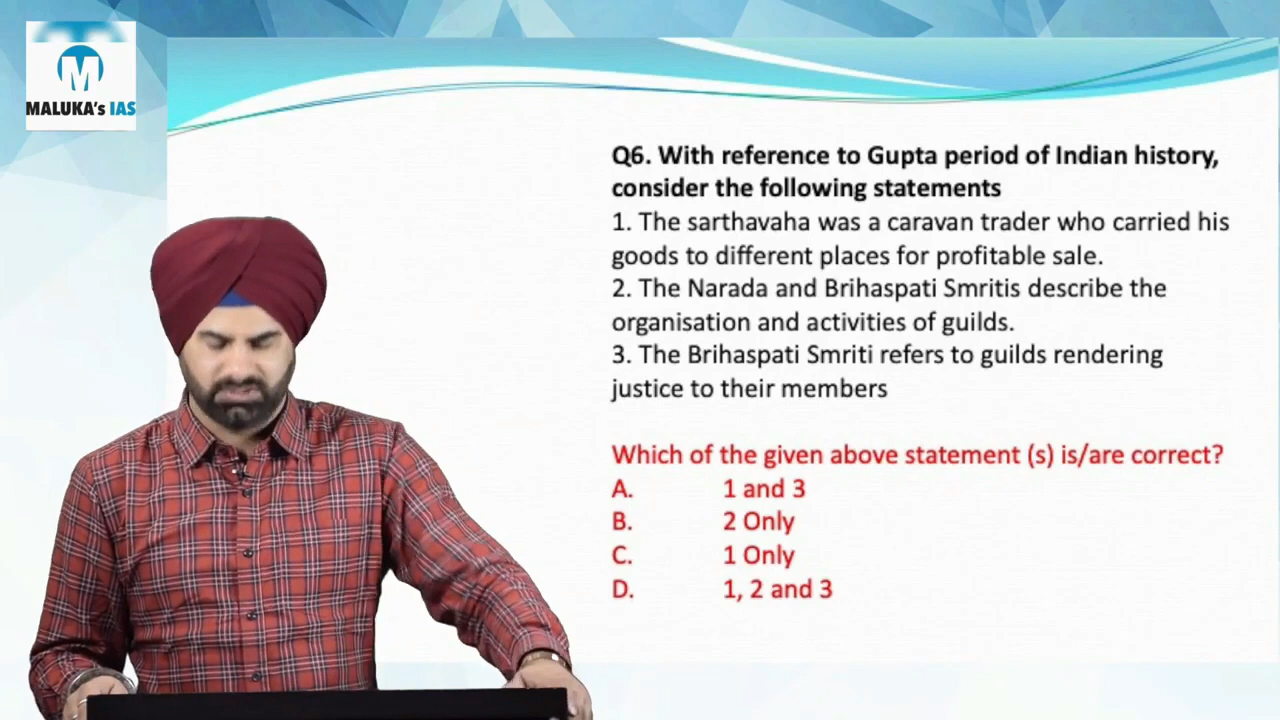 M
MALUKA's IAS
Q6. With reference to Gupta period of Indian history,
consider the following statements
1. The sarthavaha was a caravan trader who carried his
goods to different places for profitable sale.
2. The Narada and Brihaspati Smritis describe the
organisation and activities of guilds.
3. The Brihaspati Smriti refers to guilds rendering
justice to their members
Which of the given above statement (s) is/are correct?
A. 1 and 3
B. 2 Only
C. 1 Only
D. 1, 2 and 3